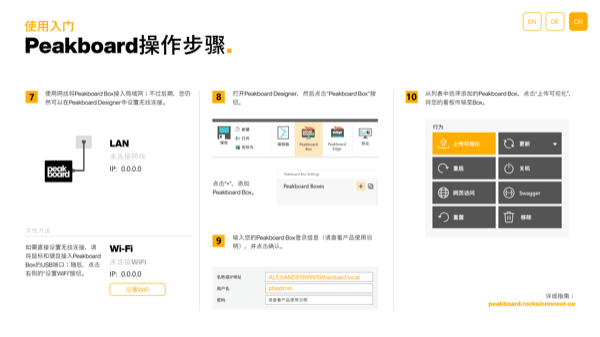 使用入门
Peakboard操作步骤.
EN
DE
CN
7
使用网线将Peakboard Box接入局域网；不过后期，您仍
然可以在Peakboard Designer中设置无线连接。
LAN
未连接网线
IP: 0.0.0.0
peak
board
其他方法
如需直接设置无线连接，请
将鼠标和键盘接入Peakboard
Box的USB端口；随后，点击
右侧的"设置WiFi"按钮。
Wi-Fi
未连接WiFI
IP: 0.0.0.0
设置WiFi
8
打开Peakboard Designer，然后点击"Peakboard Box"按
钮。
保存
新建
打开
另存为
编辑器
Peakboard
Box
Peakboard
Edge
预览
点击"+"，添加
Peakboard Box。
Peakboard Box Settings
Peakboard Boxes
9
输入您的Peakboard Box登录信息（请查看产品使用说
明），并点击确认。
名称或IP地址
ALEXANDERWIN10.theobald.local
用户名
pbadmin
密码
请查看产品使用说明
10
从列表中选择添加的Peakboard Box，点击"上传可视化"，
将您的看板传输至Box。
行为
上传可视化
更新
重启
关机
网页访问
Swagger
重置
移除
详细指南：
peakboard.rocks/connect-cn